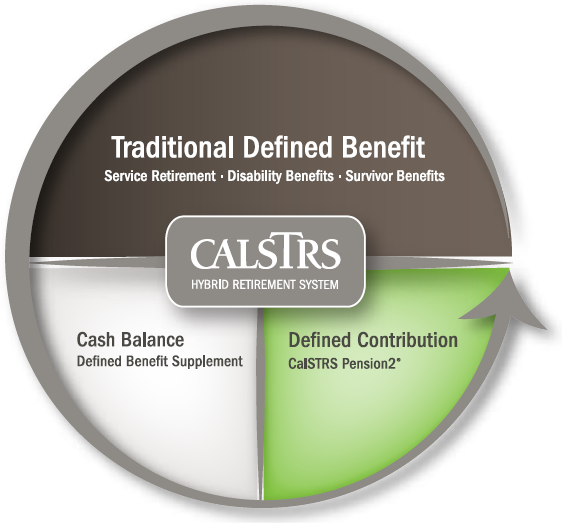 Traditional Defined Benefit
Service Retirement · Disability Benefits · Survivor Benefits
CALSTRS
HYBRID RETIREMENT SYSTEM
Cash Balance
Defined Benefit Supplement
Defined Contribution
CalSTRS Pension2®